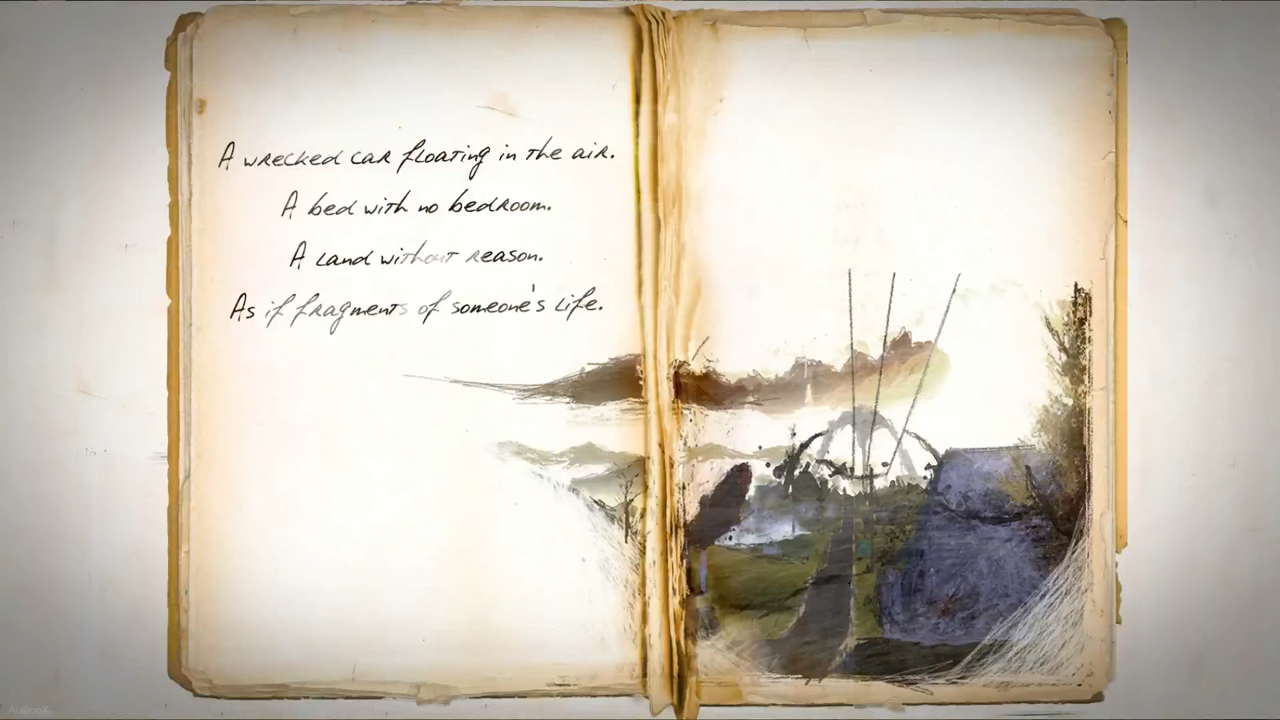 A wrecked car floating in the air.
A bed with no bedroom.
A land without reason.
As if fragments of someone's life.